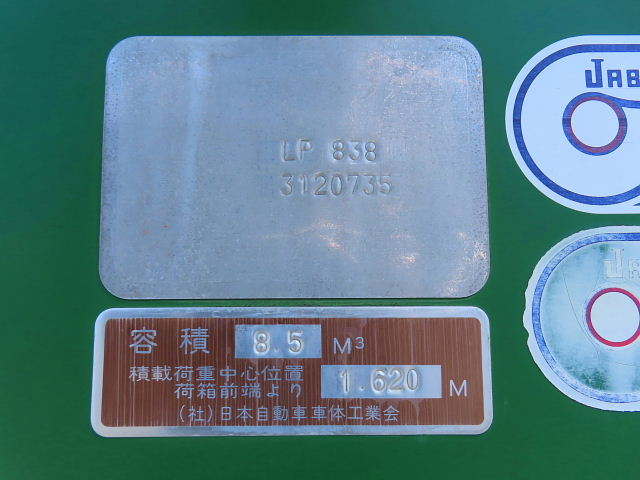 LP 838
3120735
容積 8.5 M³
積載荷重中心位置
荷箱前端より 1.620 M
(社)日本自動車車体工業会
JAB